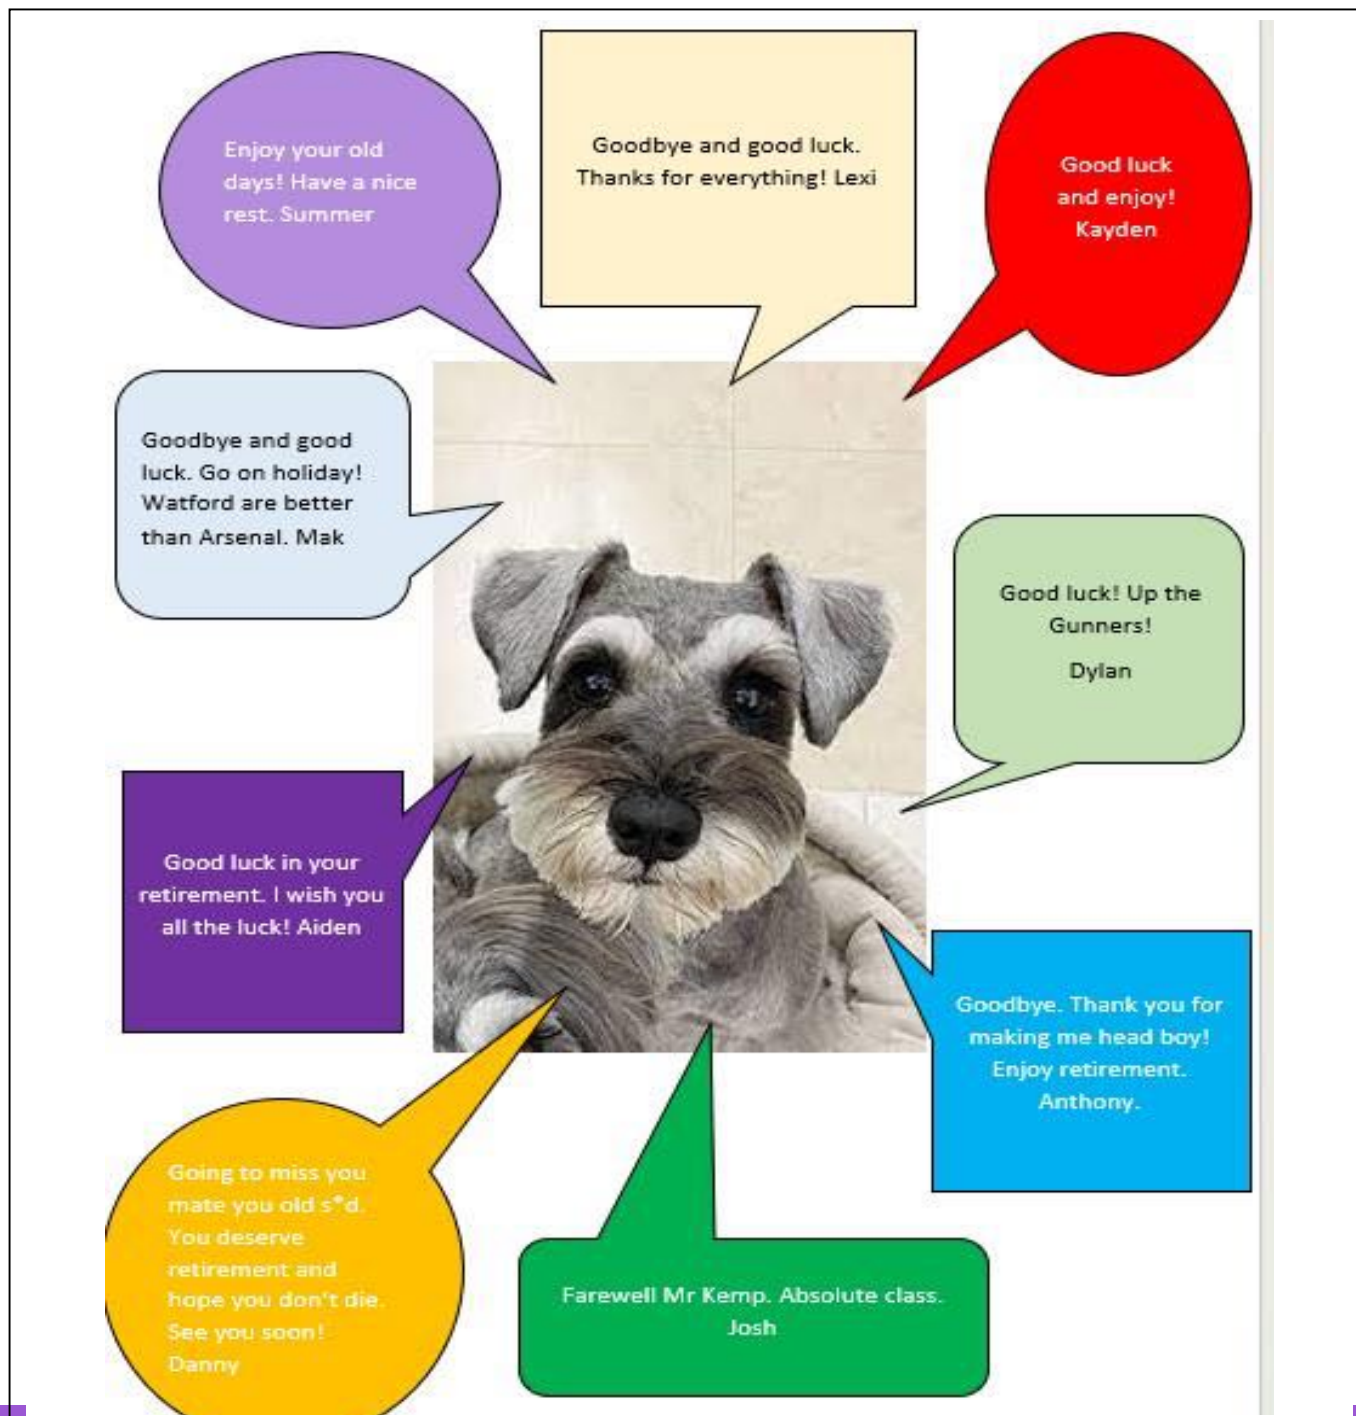 Enjoy your old
days! Have a nice
rest. Summer
Goodbye and good luck.
Thanks for everything! Lexi
Good luck
and enjoy!
Kayden
Goodbye and good
luck. Go on holiday!
Watford are better
than Arsenal. Mak
Good luck! Up the
Gunners!
Dylan
Good luck in your
retirement. I wish you
all the luck! Aiden
Goodbye. Thank you for
making me head boy!
Enjoy retirement.
Anthony.
Going to miss you
mate you old s*d.
You deserve
retirement and
hope you don't die.
See you soon!
Danny
Farewell Mr Kemp. Absolute class.
Josh